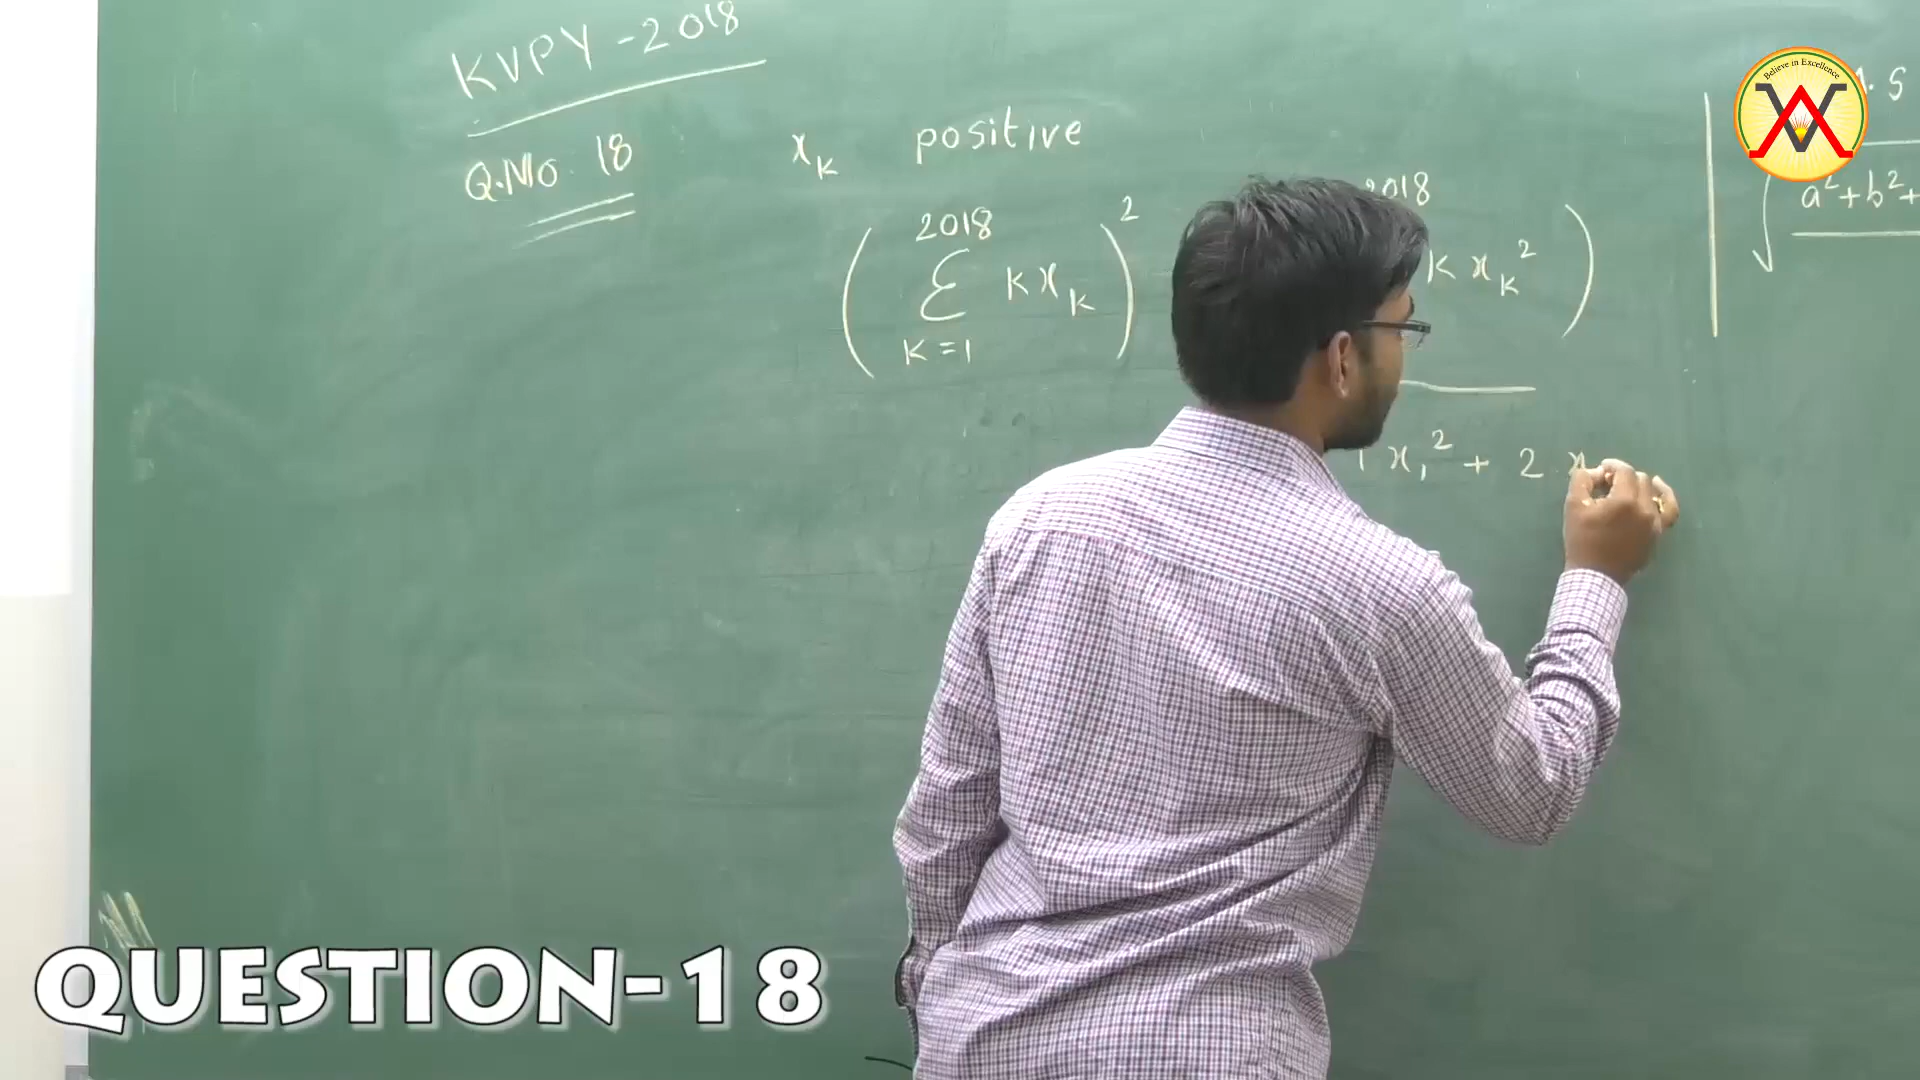 KVPY-2018
Q.No. 18
x_K positive
( 2018 Σ K=1 K x_K )² 2018 K x_K² )
1 x_1² + 2 x
A.S
√ a²+b²+
Believe in Excellence
QUESTION-18